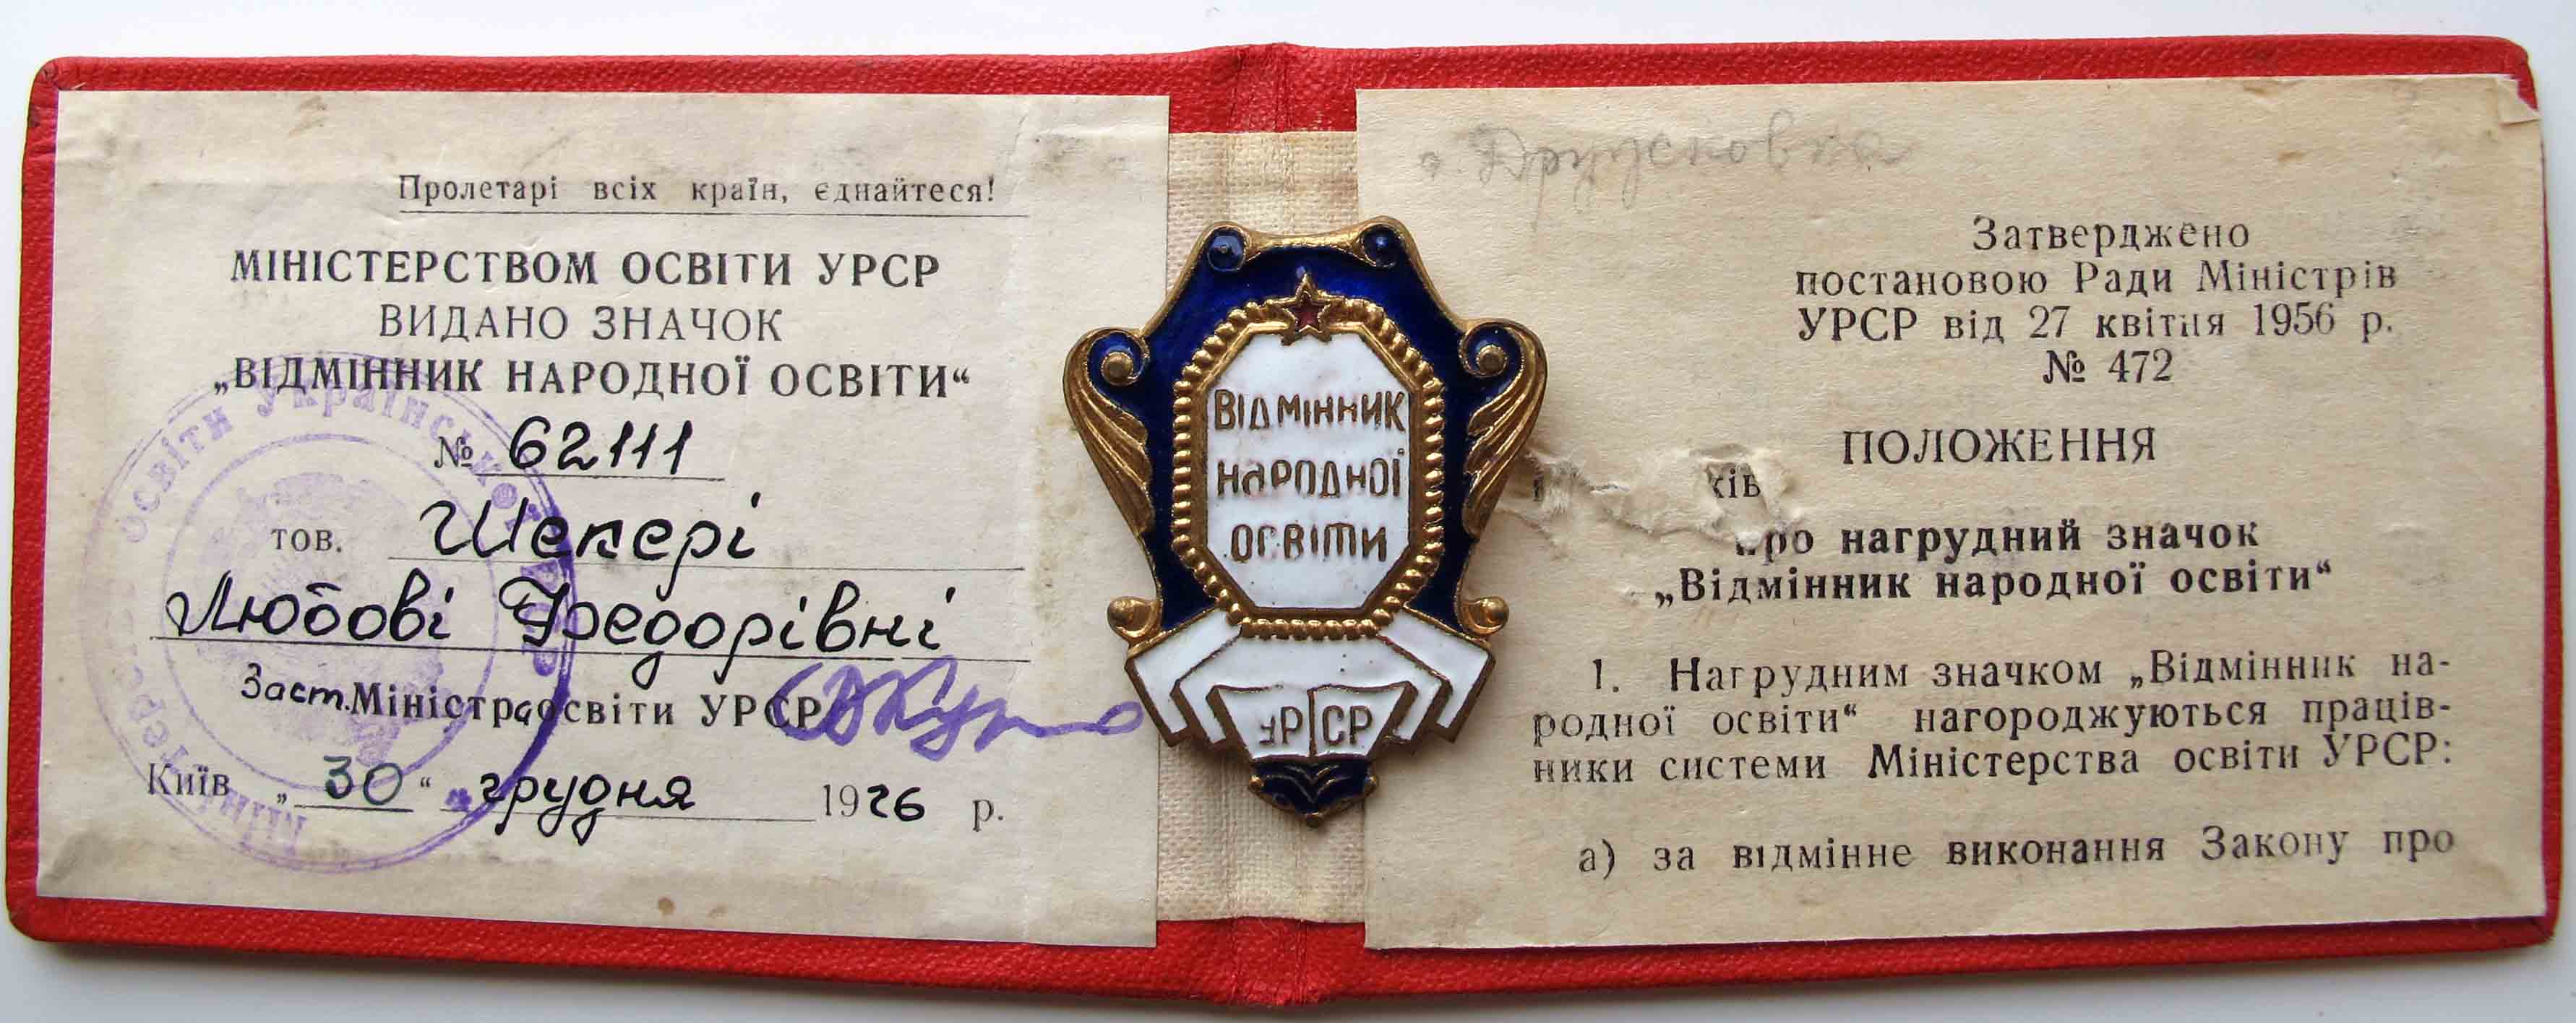 Пролетарі всіх країн, єднайтеся!
МІНІСТЕРСТВОМ ОСВІТИ УРСР
ВИДАНО ЗНАЧОК
„ВІДМІННИК НАРОДНОЇ ОСВІТИ“
№ 62111
тов. Шекері
Любові Федорівні
Заст. Міністра освіти УРСР
Київ „30“ грудня 1976 р.
ВІДМІННИК
НАРОДНОЇ
ОСВІТИ
УРСР
Затверджено
постановою Ради Міністрів
УРСР від 27 квітня 1956 р.
№ 472
ПОЛОЖЕННЯ
про нагрудний значок
„Відмінник народної освіти“
1. Нагрудним значком „Відмінник на-
родної освіти“ нагороджуються праців-
ники системи Міністерства освіти УРСР:
а) за відмінне виконання Закону про